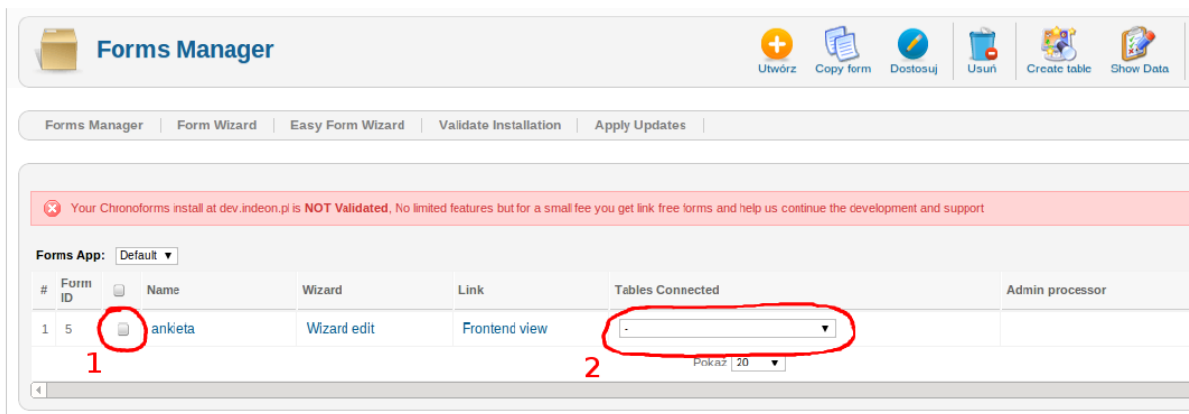 Forms Manager
Utwórz Copy form Dostosuj Usuń Create table Show Data
Forms Manager Form Wizard Easy Form Wizard Validate Installation Apply Updates
Your Chronoforms install at dev.indeon.pl is NOT Validated, No limited features but for a small fee you get link free forms and help us continue the development and support
Forms App: Default
# Form ID Name Wizard Link Tables Connected Admin processor
1 5 ankieta Wizard edit Frontend view -
1
2
Pokaż 20